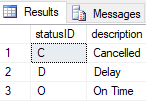 Results Messages
statusID description
1 C Cancelled
2 D Delay
3 O On Time